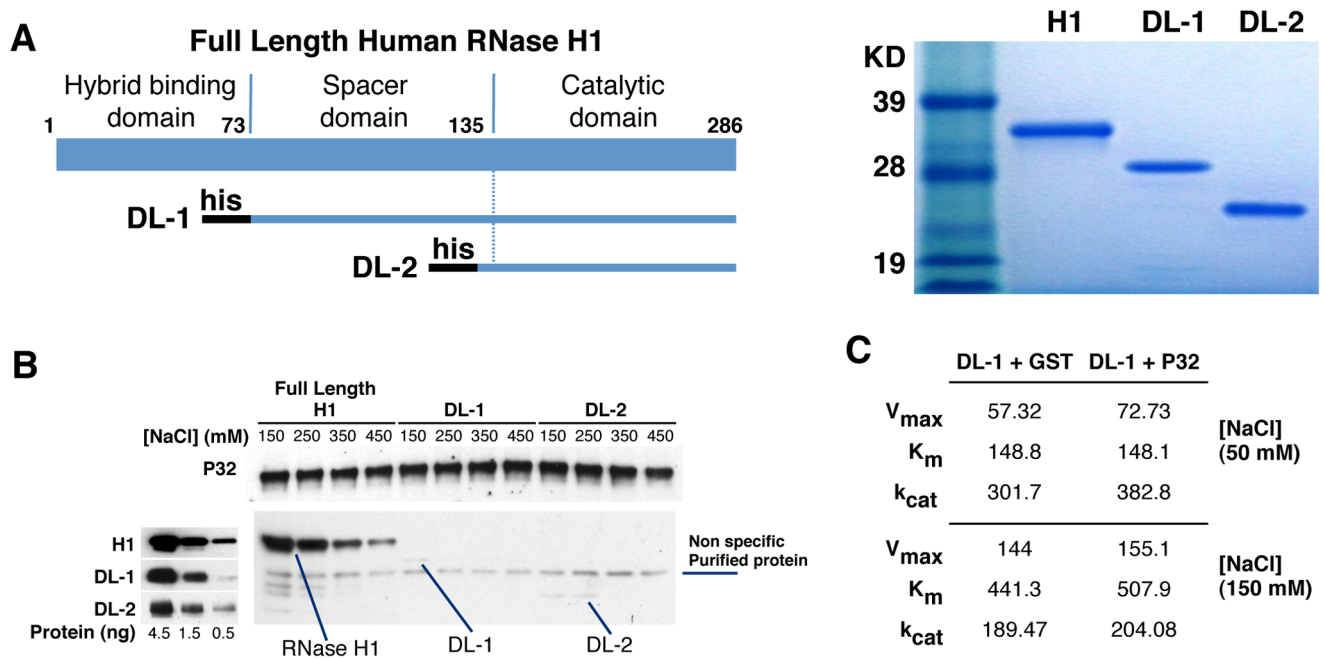 A
Full Length Human RNase H1
Hybrid binding domain
Spacer domain
Catalytic domain
1
73
135
286
his
DL-1
his
DL-2
H1 DL-1 DL-2
KD
39
28
19
B
Full Length
H1 DL-1 DL-2
[NaCl] (mM) 150 250 350 450 150 250 350 450 150 250 350 450
P32
H1
DL-1
DL-2
Protein (ng) 4.5 1.5 0.5
Non specific
Purified protein
RNase H1
DL-1
DL-2
C
DL-1 + GST DL-1 + P32
Vmax 57.32 72.73
Km 148.8 148.1
kcat 301.7 382.8
[NaCl]
(50 mM)
Vmax 144 155.1
Km 441.3 507.9
kcat 189.47 204.08
[NaCl]
(150 mM)